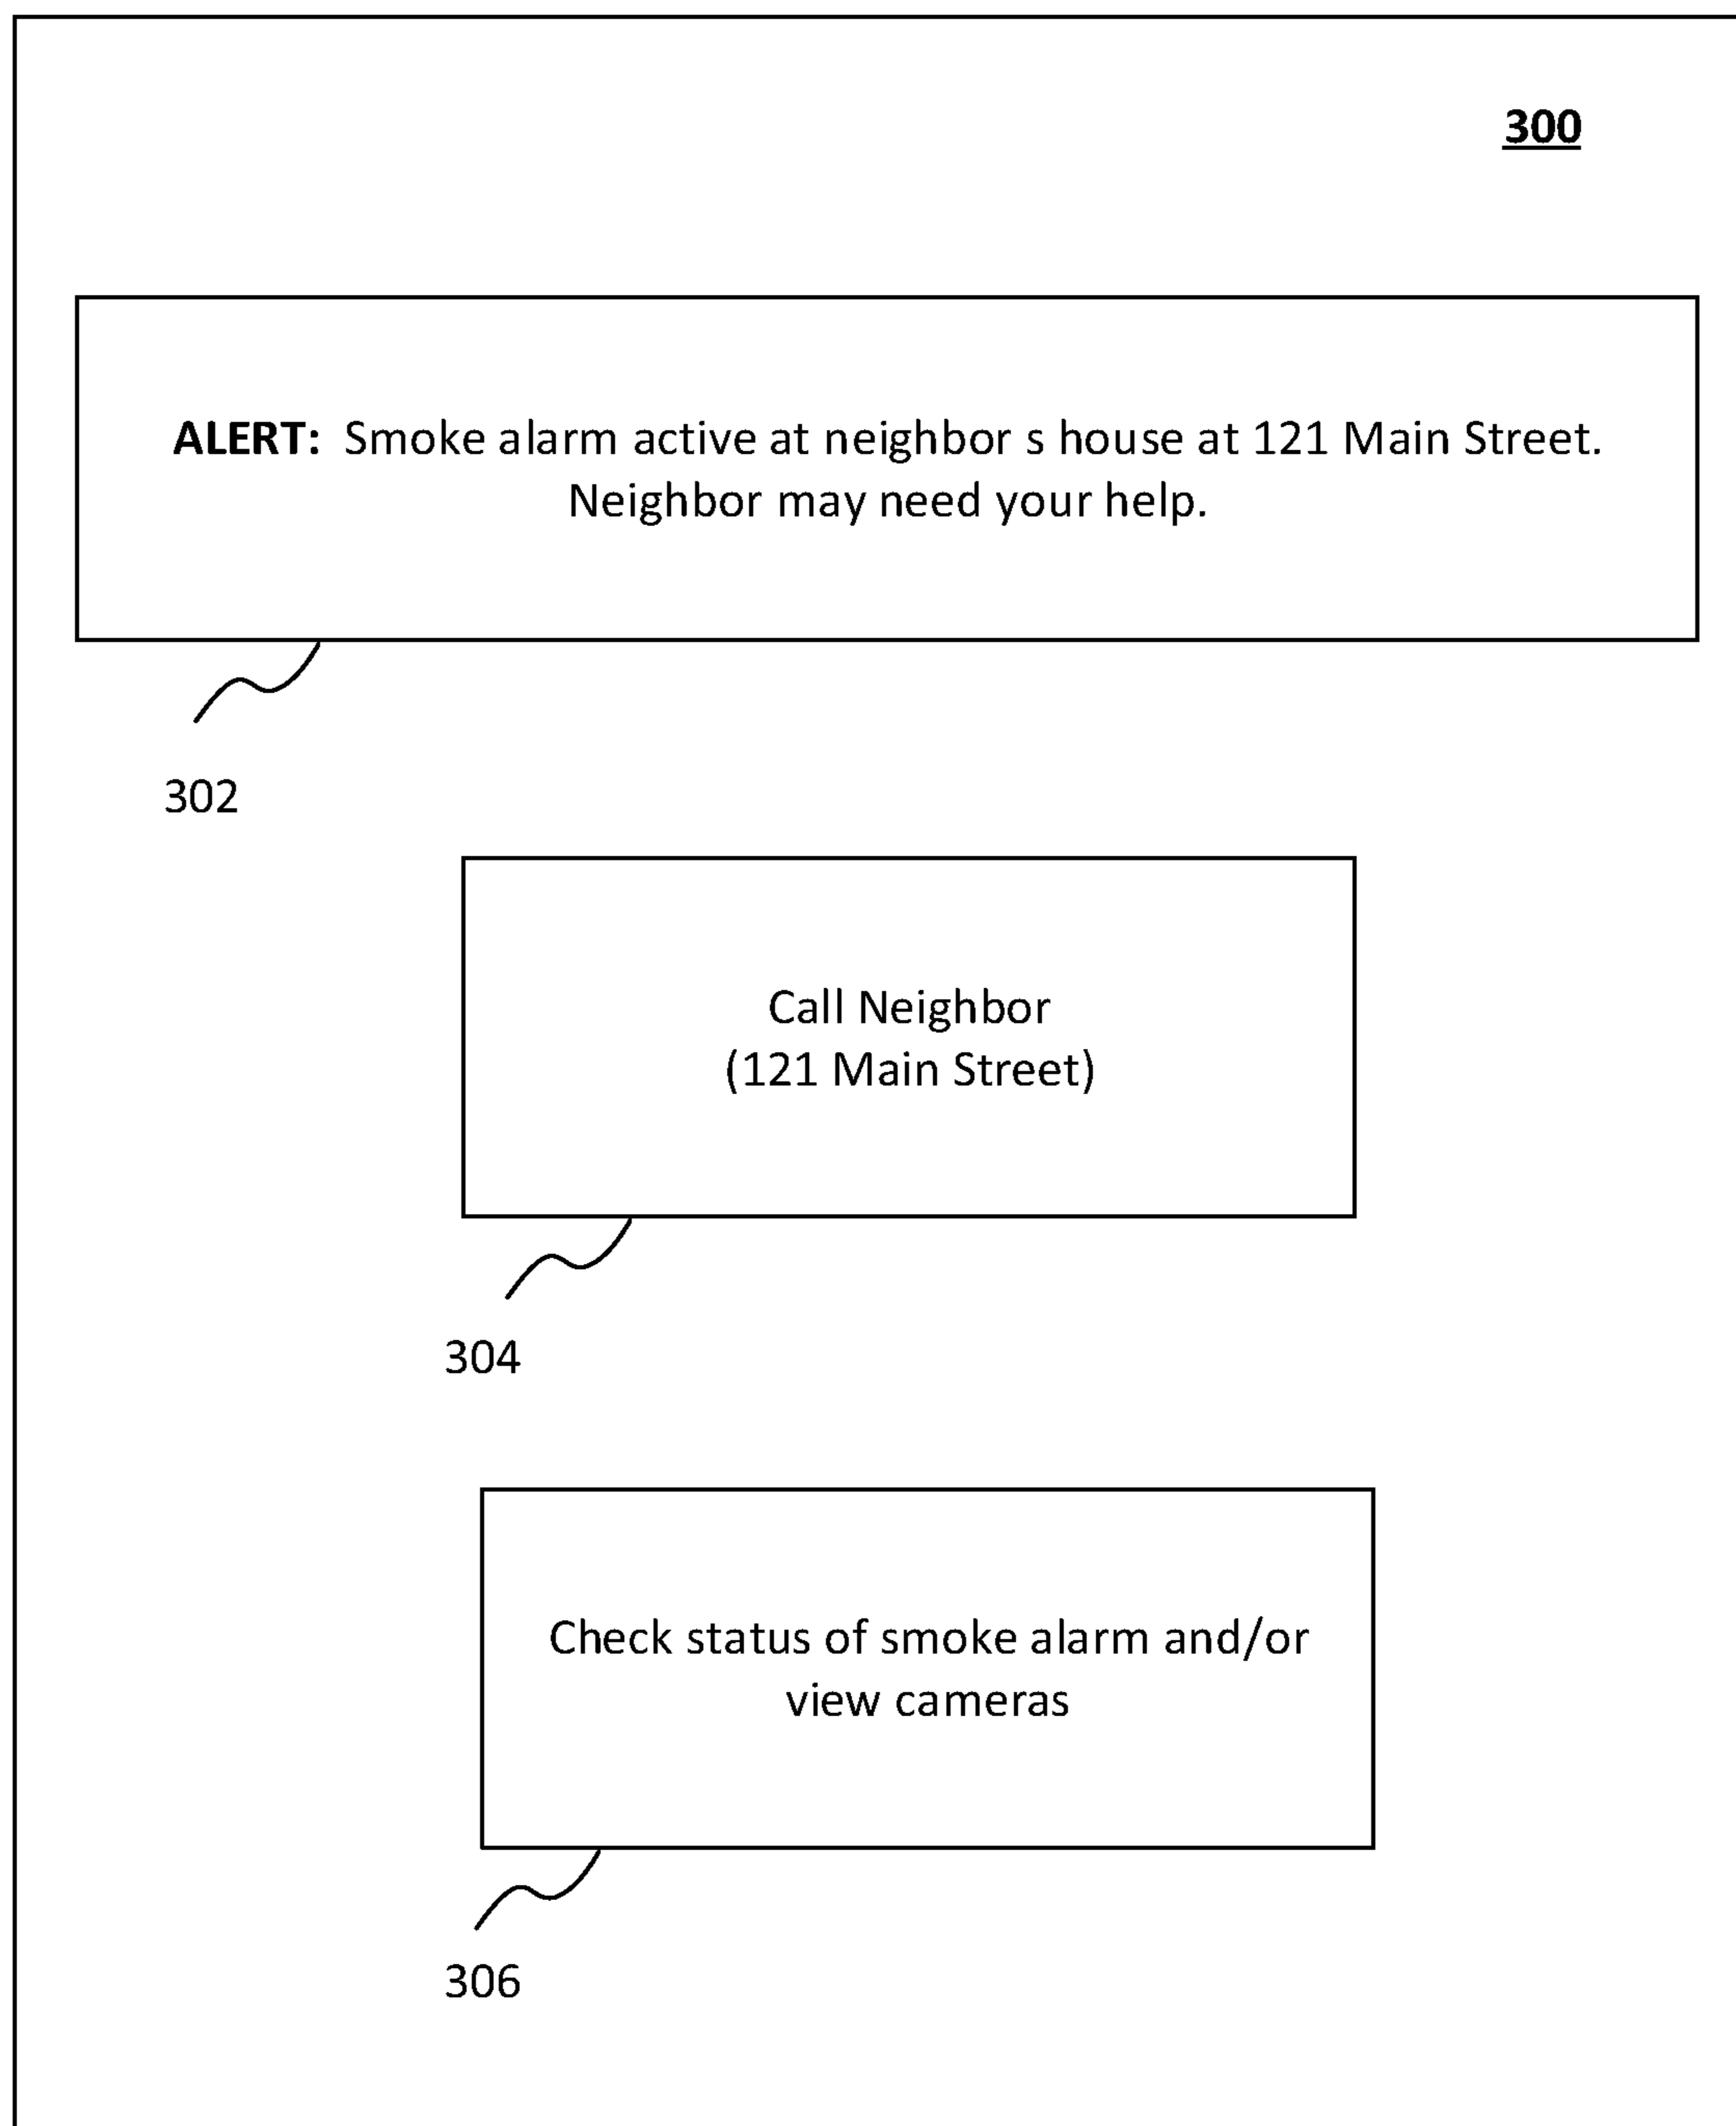 300
ALERT: Smoke alarm active at neighbor s house at 121 Main Street.
Neighbor may need your help.
302
Call Neighbor
(121 Main Street)
304
Check status of smoke alarm and/or
view cameras
306